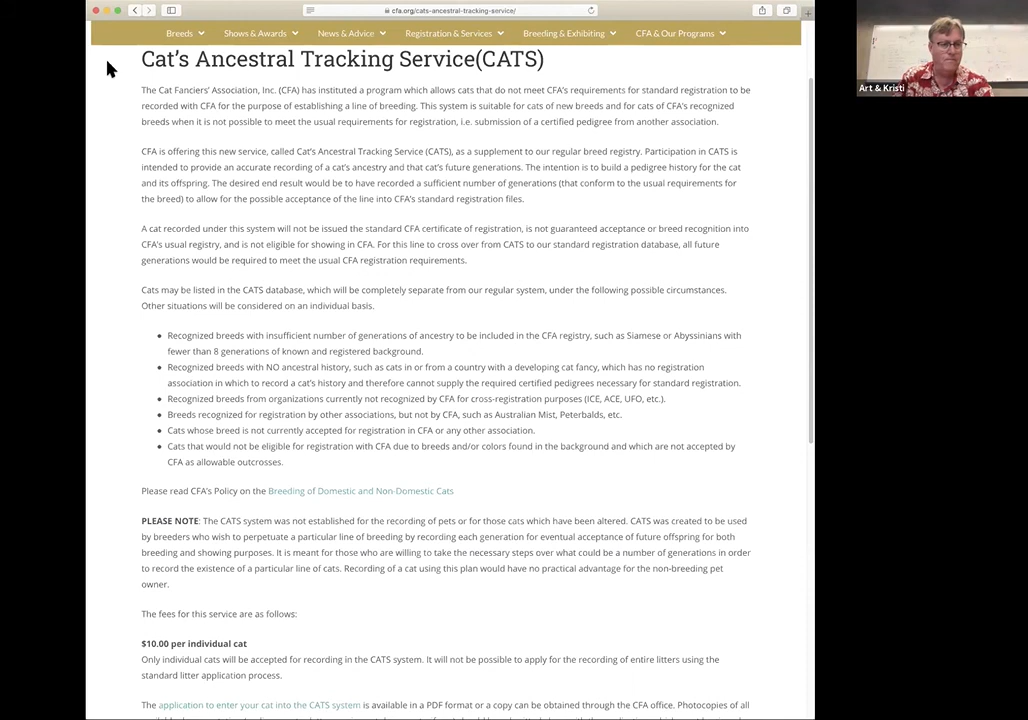 cfa.org/cats-ancestral-tracking-service/
Breeds Shows & Awards News & Advice Registration & Services Breeding & Exhibiting CFA & Our Programs
Cat's Ancestral Tracking Service(CATS)
The Cat Fanciers' Association, Inc. (CFA) has instituted a program which allows cats that do not meet CFA's requirements for standard registration to be
recorded with CFA for the purpose of establishing a line of breeding. This system is suitable for cats of new breeds and for cats of CFA's recognized
breeds when it is not possible to meet the usual requirements for registration, i.e. submission of a certified pedigree from another association.
CFA is offering this new service, called Cat's Ancestral Tracking Service (CATS), as a supplement to our regular breed registry. Participation in CATS is
intended to provide an accurate recording of a cat's ancestry and that cat's future generations. The intention is to build a pedigree history for the cat
and its offspring. The desired end result would be to have recorded a sufficient number of generations (that conform to the usual requirements for
the breed) to allow for the possible acceptance of the line into CFA's standard registration files.
A cat recorded under this system will not be issued the standard CFA certificate of registration, is not guaranteed acceptance or breed recognition into
CFA's usual registry, and is not eligible for showing in CFA. For this line to cross over from CATS to our standard registration database, all future
generations would be required to meet the usual CFA registration requirements.
Cats may be listed in the CATS database, which will be completely separate from our regular system, under the following possible circumstances.
Other situations will be considered on an individual basis.
• Recognized breeds with insufficient number of generations of ancestry to be included in the CFA registry, such as Siamese or Abyssinians with
fewer than 8 generations of known and registered background.
• Recognized breeds with NO ancestral history, such as cats in or from a country with a developing cat fancy, which has no registration
association in which to record a cat's history and therefore cannot supply the required certified pedigrees necessary for standard registration.
• Recognized breeds from organizations currently not recognized by CFA for cross-registration purposes (ICE, ACE, UFO, etc.).
• Breeds recognized for registration by other associations, but not by CFA, such as Australian Mist, Peterbalds, etc.
• Cats whose breed is not currently accepted for registration in CFA or any other association.
• Cats that would not be eligible for registration with CFA due to breeds and/or colors found in the background and which are not accepted by
CFA as allowable outcrosses.
Please read CFA's Policy on the Breeding of Domestic and Non-Domestic Cats
PLEASE NOTE: The CATS system was not established for the recording of pets or for those cats which have been altered. CATS was created to be used
by breeders who wish to perpetuate a particular line of breeding by recording each generation for eventual acceptance of future offspring for both
breeding and showing purposes. It is meant for those who are willing to take the necessary steps over what could be a number of generations in order
to record the existence of a particular line of cats. Recording of a cat using this plan would have no practical advantage for the non-breeding pet
owner.
The fees for this service are as follows:
$10.00 per individual cat
Only individual cats will be accepted for recording in the CATS system. It will not be possible to apply for the recording of entire litters using the
standard litter application process.
The application to enter your cat into the CATS system is available in a PDF format or a copy can be obtained through the CFA office. Photocopies of all
Art & Kristi